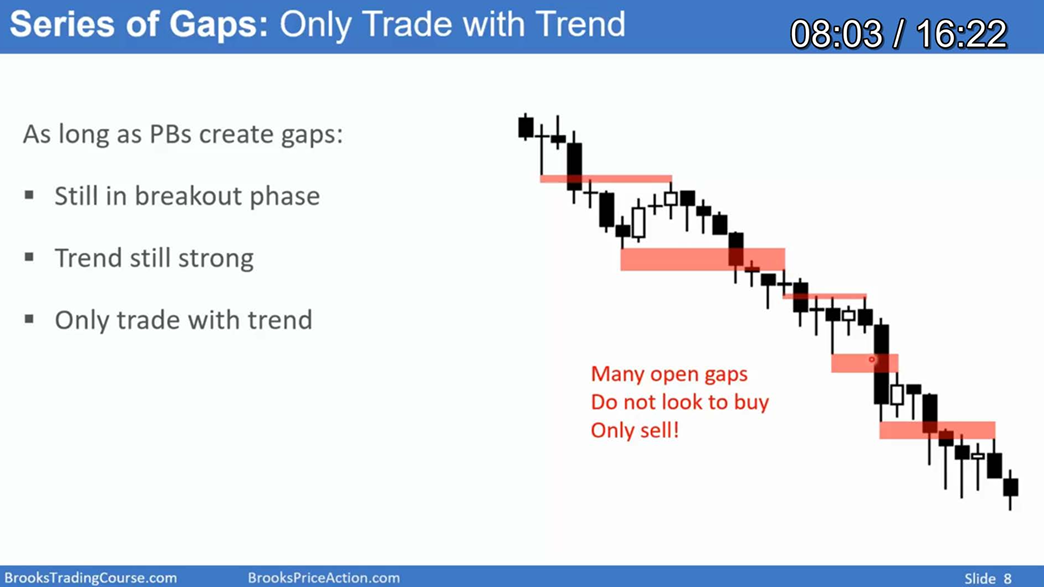 Series of Gaps: Only Trade with Trend
08:03 / 16:22
As long as PBs create gaps:
▪ Still in breakout phase
▪ Trend still strong
▪ Only trade with trend
Many open gaps
Do not look to buy
Only sell!
BrooksTradingCourse.com
BrooksPriceAction.com
Slide 8